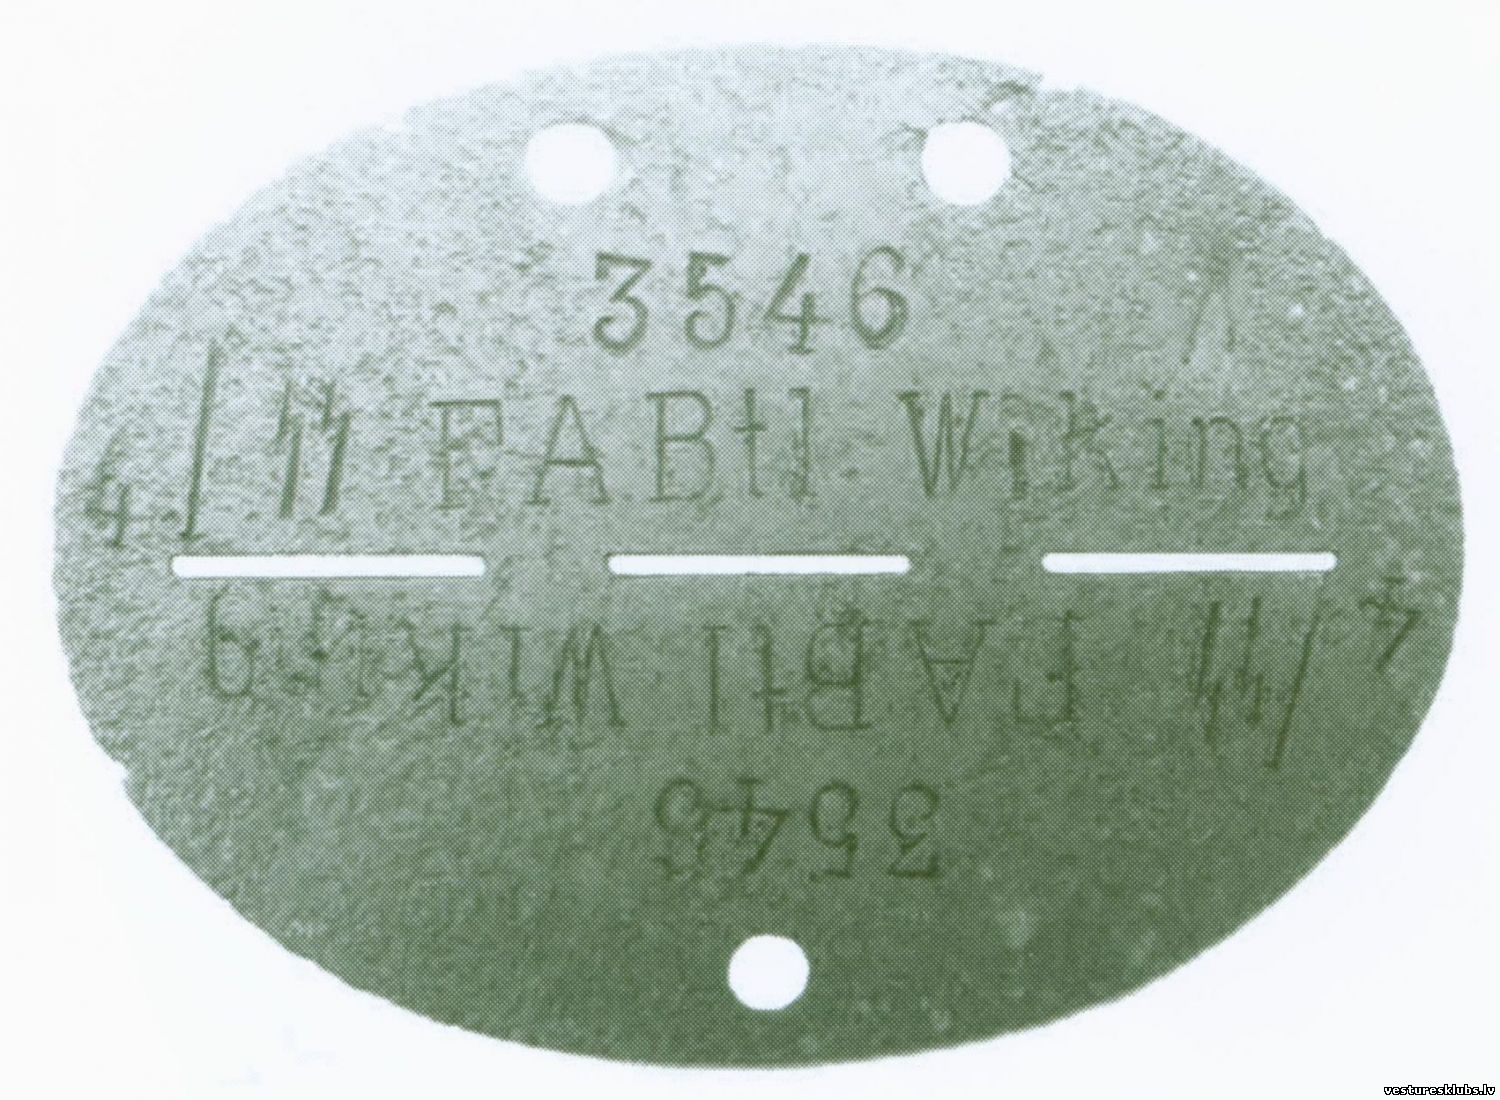 3546
4/ᛋᛋ FABtl Wiking
4/ᛋᛋ FABtl Wiking
3546
vesturesklubs.lv